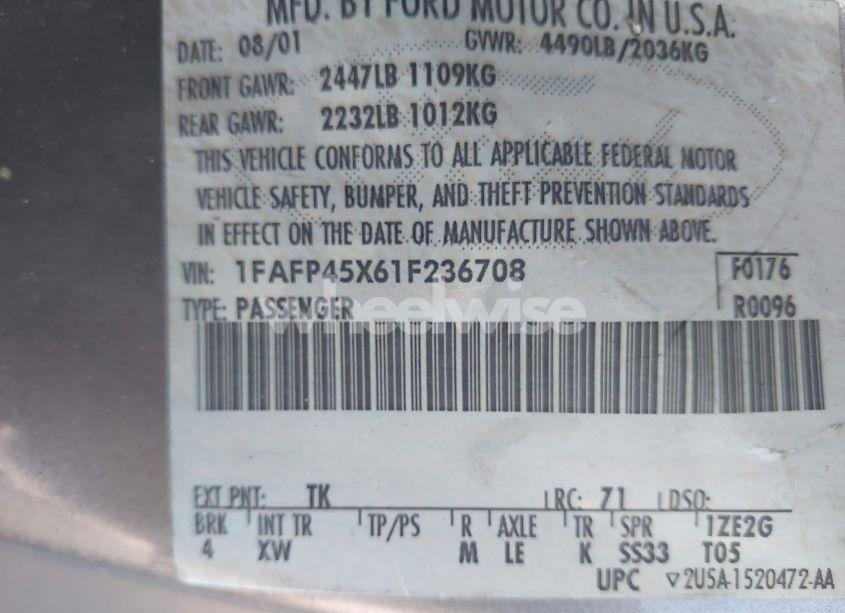 MFD. BY FORD MOTOR CO. IN U.S.A.
DATE: 08/01 GVWR: 4490LB/2036KG
FRONT GAWR: 2447LB 1109KG
REAR GAWR: 2232LB 1012KG
THIS VEHICLE CONFORMS TO ALL APPLICABLE FEDERAL MOTOR
VEHICLE SAFETY, BUMPER, AND THEFT PREVENTION STANDARDS
IN EFFECT ON THE DATE OF MANUFACTURE SHOWN ABOVE.
VIN: 1FAFP45X61F236708 F0176
TYPE: PASSENGER R0096
wheelwise
EXT PNT: TK RC: 71 DSO:
BRK INT TR TP/PS R AXLE TR SPR 1ZE2G
4 XW M LE K SS33 T05
UPC ▽2U5A-1520472-AA